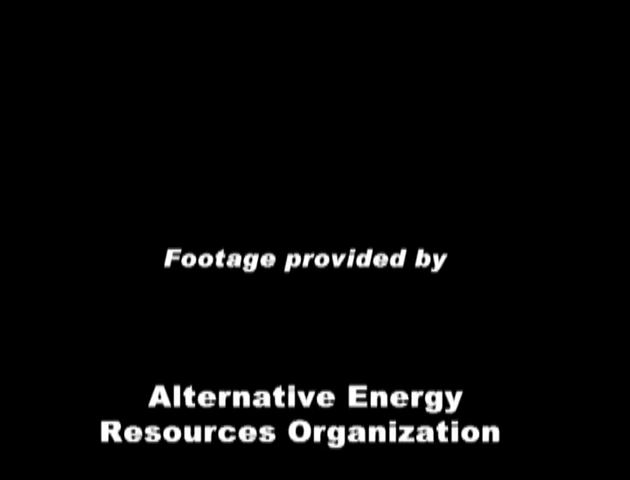 Footage provided by
Alternative Energy
Resources Organization